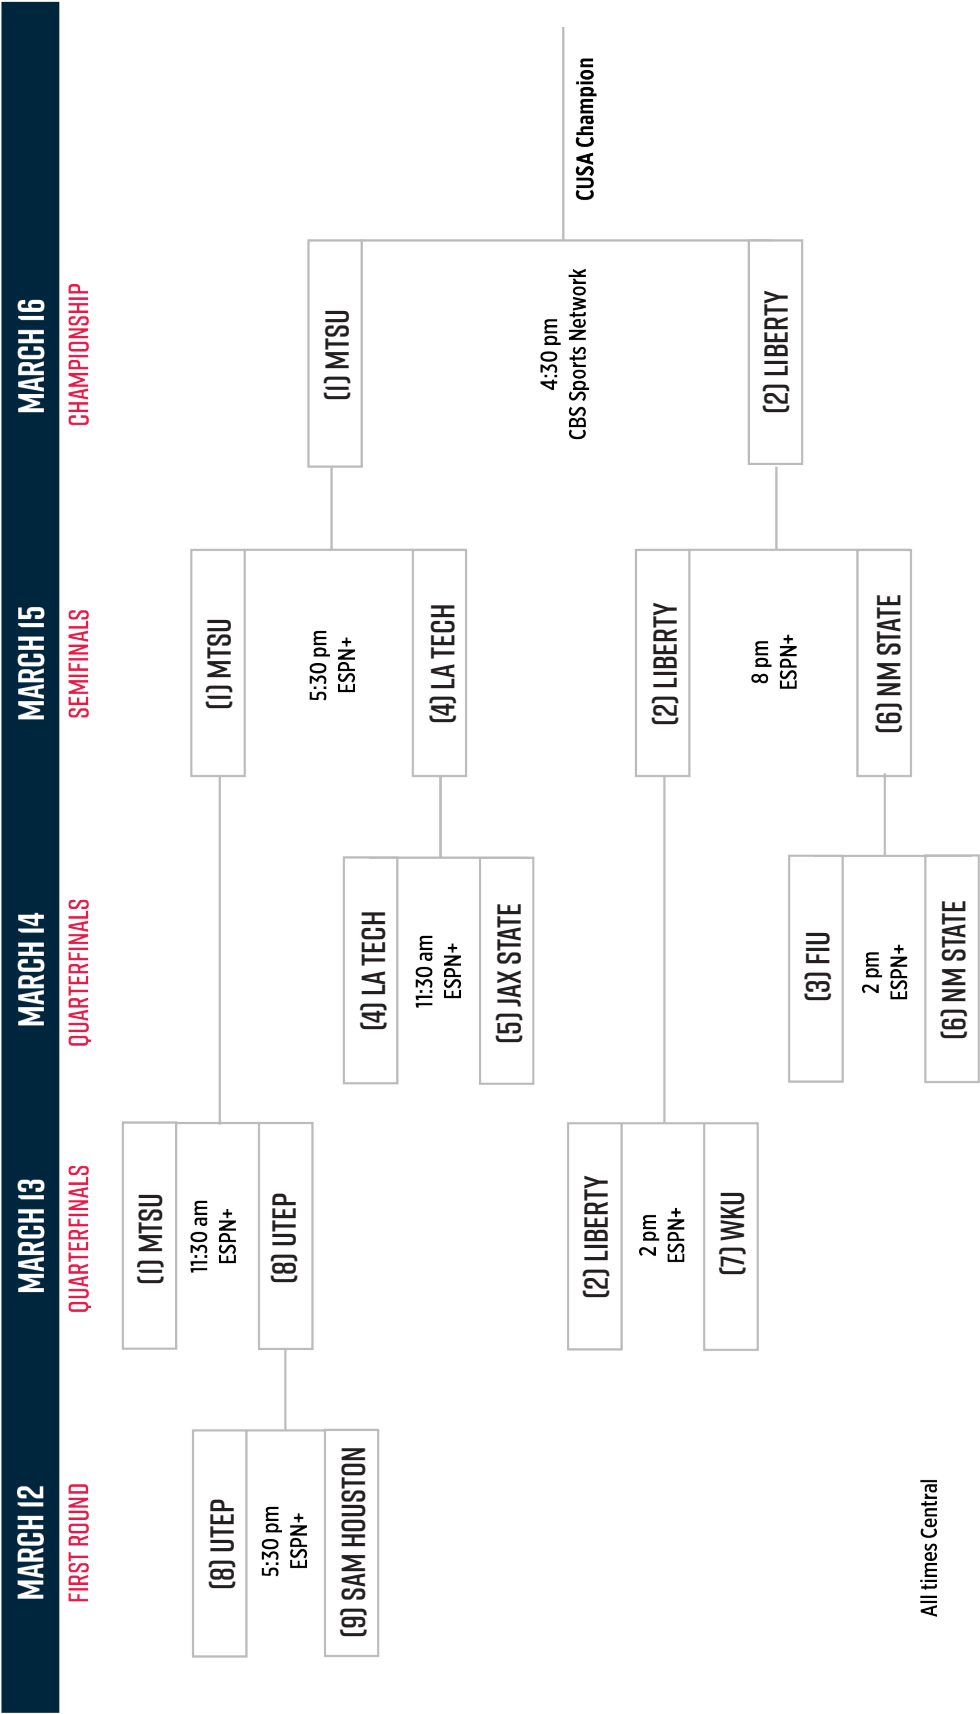 MARCH 12
MARCH 13
MARCH 14
MARCH 15
MARCH 16
FIRST ROUND
QUARTERFINALS
QUARTERFINALS
SEMIFINALS
CHAMPIONSHIP
(8) UTEP
5:30 pm
ESPN+
(9) SAM HOUSTON
(1) MTSU
11:30 am
ESPN+
(8) UTEP
(2) LIBERTY
2 pm
ESPN+
(7) WKU
(4) LA TECH
11:30 am
ESPN+
(5) JAX STATE
(3) FIU
2 pm
ESPN+
(6) NM STATE
(1) MTSU
5:30 pm
ESPN+
(4) LA TECH
(2) LIBERTY
8 pm
ESPN+
(6) NM STATE
(1) MTSU
4:30 pm
CBS Sports Network
(2) LIBERTY
CUSA Champion
All times Central